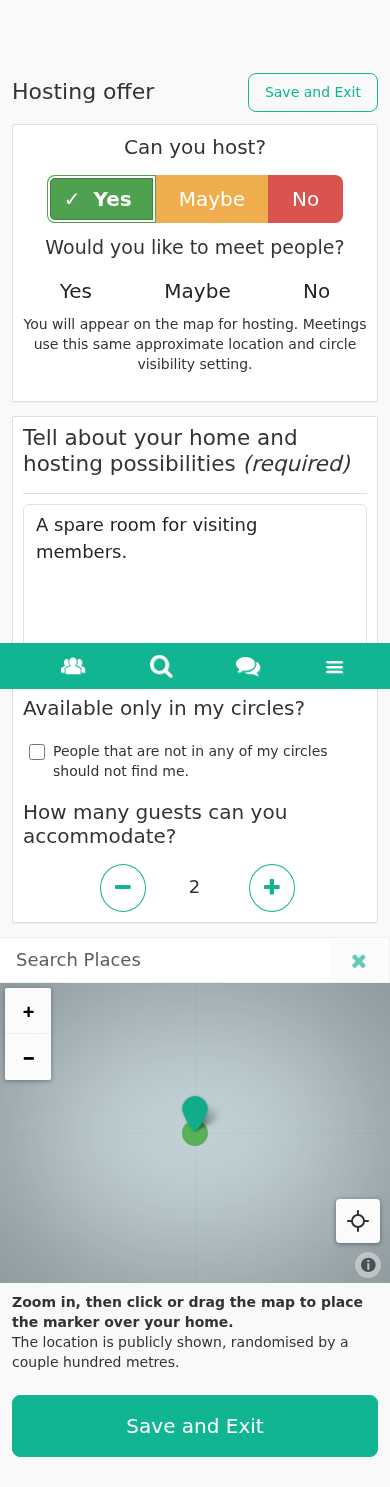 Hosting offer
Save and Exit
Can you host?
✓ Yes
Maybe
No
Would you like to meet people?
Yes
Maybe
No
You will appear on the map for hosting. Meetings
use this same approximate location and circle
visibility setting.
Tell about your home and
hosting possibilities (required)
A spare room for visiting
members.
Available only in my circles?
People that are not in any of my circles
should not find me.
How many guests can you
accommodate?
2
Search Places
+
−
Zoom in, then click or drag the map to place
the marker over your home.
The location is publicly shown, randomised by a
couple hundred metres.
Save and Exit